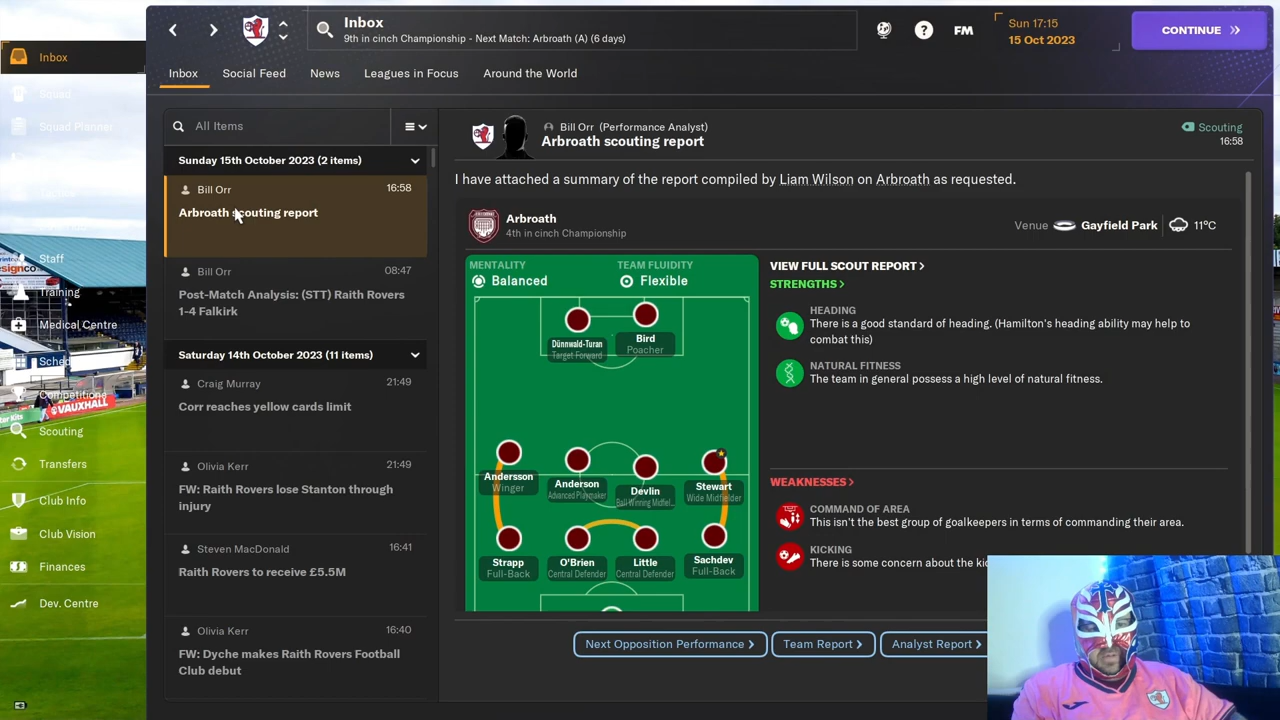 Inbox
9th in cinch Championship - Next Match: Arbroath (A) (6 days)
FM
Sun 17:15
15 Oct 2023
CONTINUE
Inbox
Squad
Squad Planner
Staff
Training
Medical Centre
Sched
Competitions
Scouting
Transfers
Club Info
Club Vision
Finances
Dev. Centre
VAUXHALL
Inbox Social Feed News Leagues in Focus Around the World
All Items
Sunday 15th October 2023 (2 items)
Bill Orr 16:58
Arbroath scouting report
Bill Orr 08:47
Post-Match Analysis: (STT) Raith Rovers
1-4 Falkirk
Saturday 14th October 2023 (11 items)
Craig Murray 21:49
Corr reaches yellow cards limit
Olivia Kerr 21:49
FW: Raith Rovers lose Stanton through
injury
Steven MacDonald 16:41
Raith Rovers to receive £5.5M
Olivia Kerr 16:40
FW: Dyche makes Raith Rovers Football
Club debut
Bill Orr (Performance Analyst)
Arbroath scouting report
Scouting
16:58
I have attached a summary of the report compiled by Liam Wilson on Arbroath as requested.
Arbroath
4th in cinch Championship
Venue Gayfield Park 11°C
MENTALITY
Balanced
TEAM FLUIDITY
Flexible
Dünnwald-Turan
Target Forward
Bird
Poacher
Andersson
Winger
Anderson
Advanced Playmaker
Devlin
Ball Winning Midfiel...
Stewart
Wide Midfielder
Strapp
Full-Back
O'Brien
Central Defender
Little
Central Defender
Sachdev
Full-Back
VIEW FULL SCOUT REPORT >
STRENGTHS >
HEADING
There is a good standard of heading. (Hamilton's heading ability may help to
combat this)
NATURAL FITNESS
The team in general possess a high level of natural fitness.
WEAKNESSES >
COMMAND OF AREA
This isn't the best group of goalkeepers in terms of commanding their area.
KICKING
There is some concern about the
Next Opposition Performance > Team Report > Analyst Report >